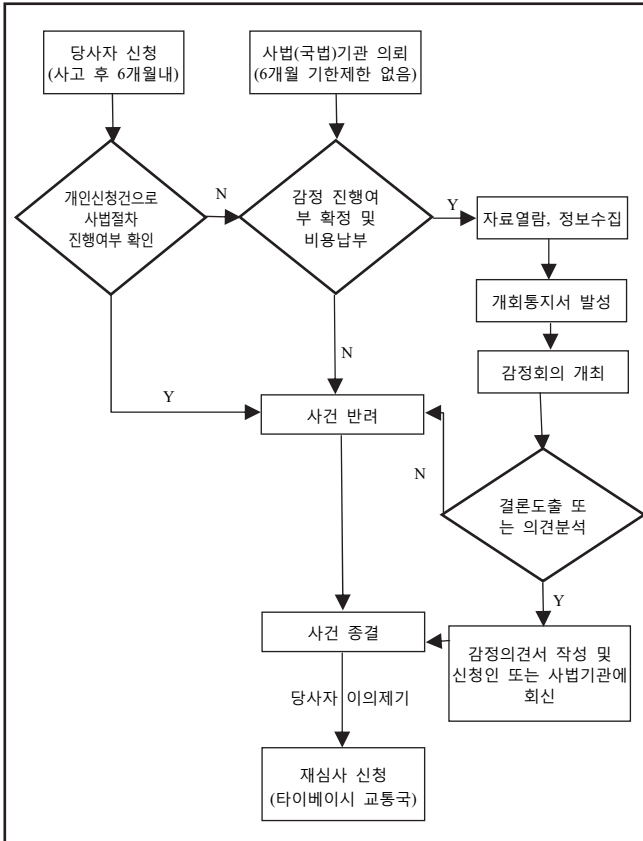 당사자 신청
(사고 후 6개월내)
사법(국법)기관 의뢰
(6개월 기한제한 없음)
개인신청건으로
사법절차
진행여부 확인
N
감정 진행여
부 확정 및
비용납부
Y
자료열람, 정보수집
개회통지서 발성
감정회의 개최
N
Y
사건 반려
N
결론도출 또
는 의견분석
Y
사건 종결
감정의견서 작성 및
신청인 또는 사법기관에
회신
당사자 이의제기
재심사 신청
(타이베이시 교통국)